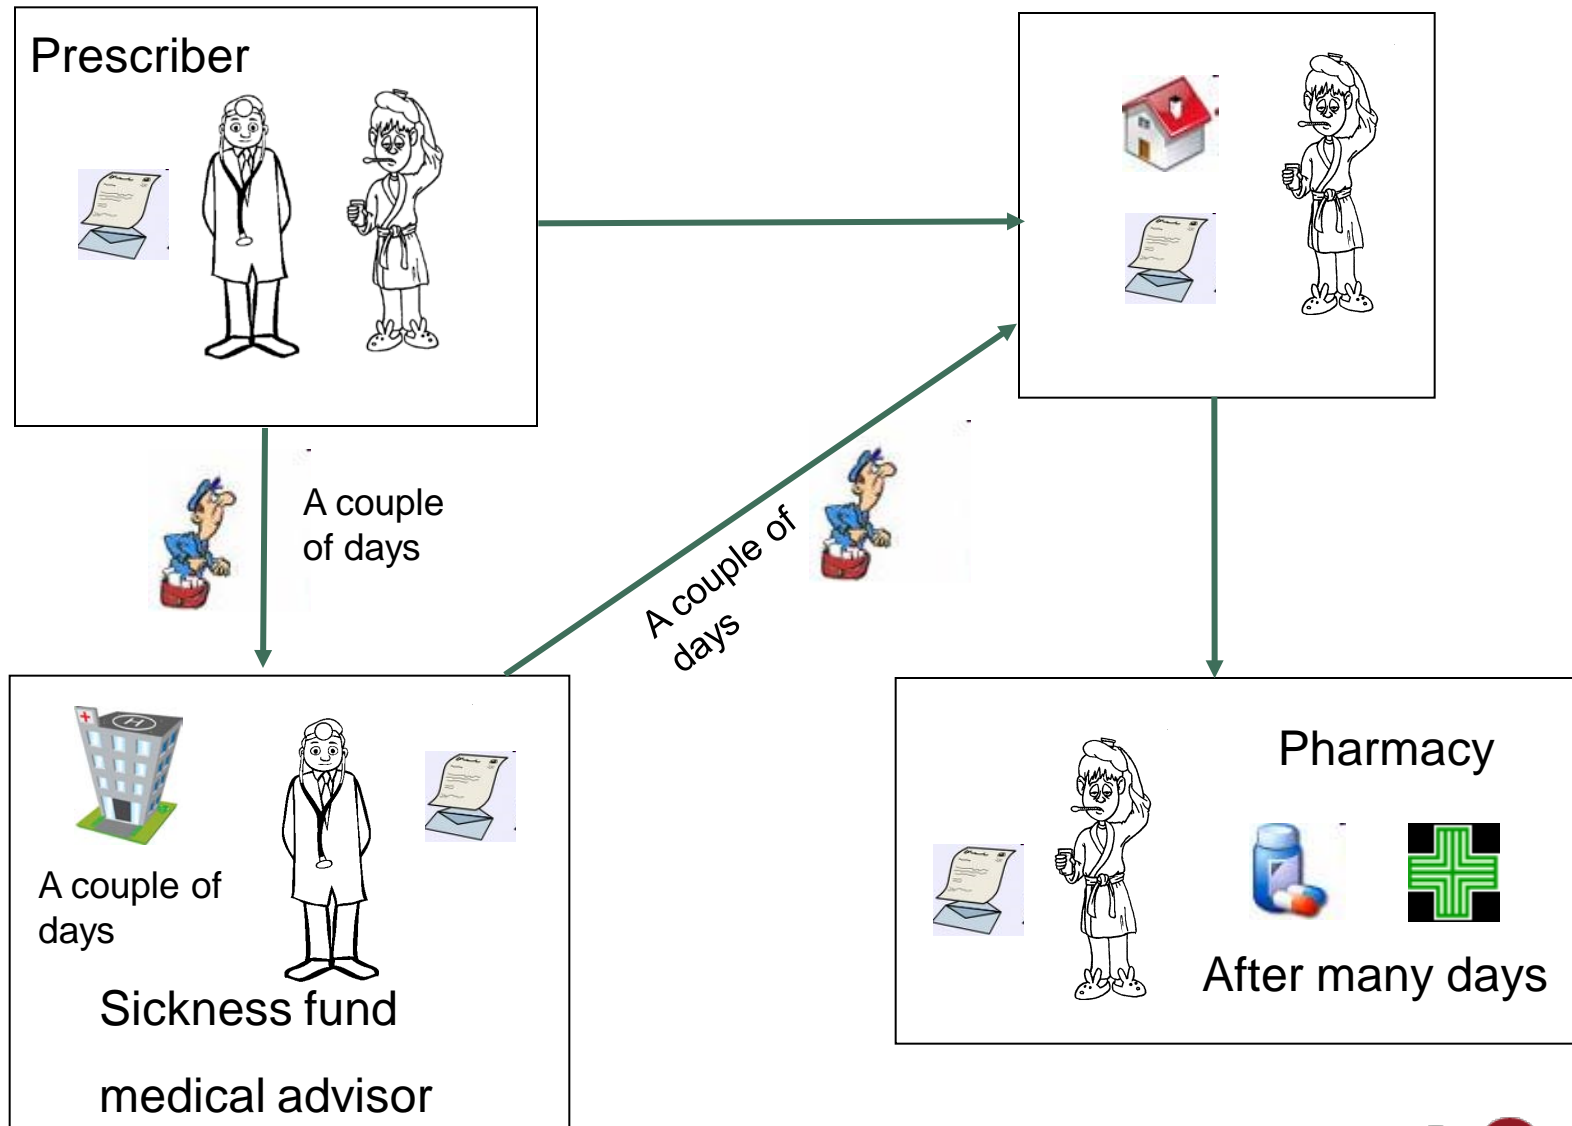 Prescriber
A couple
of days
A couple of
days
A couple of
days
Sickness fund
medical advisor
Pharmacy
After many days